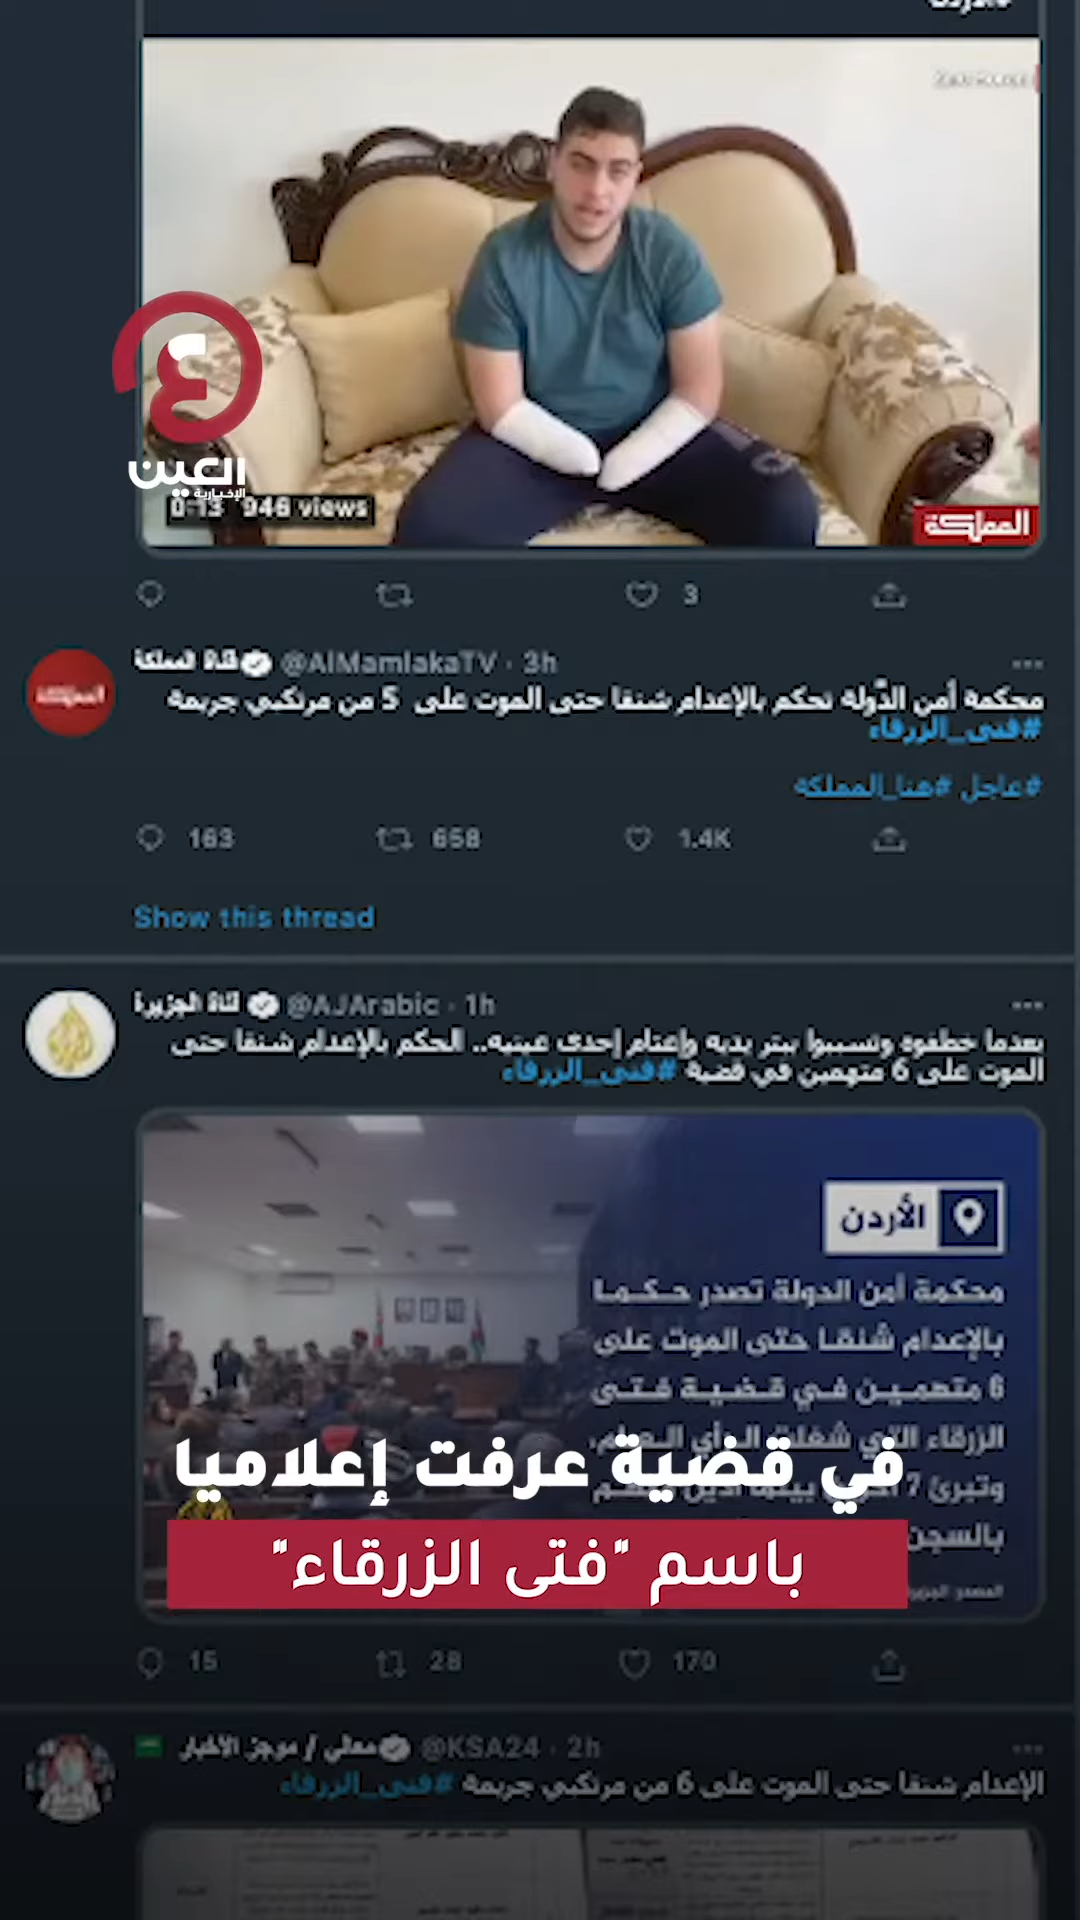 العين
الإخبارية
0:13 946 views
المملكة
3
قناة المملكة @AlMamlakaTV · 3h
محكمة أمن الدّولة تحكم بالإعدام شنقا حتى الموت على 5 من مرتكبي جريمة
#فتى_الزرقاء
#عاجل #هنا_المملكة
163 658 1.4K
Show this thread
قناة الجزيرة @AJArabic · 1h
بعدما خطفوه وتسببوا ببتر يديه وإعتام إحدى عينيه.. الحكم بالإعدام شنقا حتى
الموت على 6 متهمين في قضية #فتى_الزرقاء
الأردن
محكمة أمن الدولة تصدر حكما
بالإعدام شنقا حتى الموت على
6 متهمين في قضية فتى
الزرقاء التي شغلت الرأي العام،
وتبرئ 7
بالسجن
في قضية عرفت إعلاميا
باسم "فتى الزرقاء"
15 28 170
معالي / موجز الأخبار @KSA24 · 2h
الإعدام شنقا حتى الموت على 6 من مرتكبي جريمة #فتى_الزرقاء